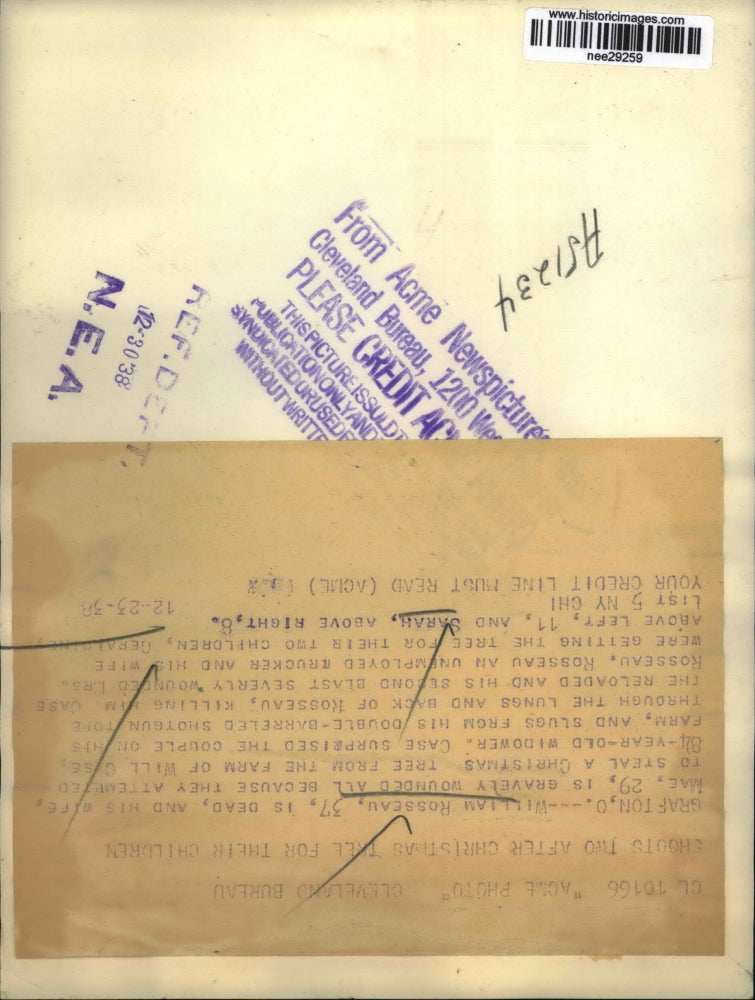 www.historicimages.com
nee29259
A51234
From Acme Newspictures
Cleveland Bureau, 1200 We
PLEASE CREDIT AC
THIS PICTURE IS SOLD
PUBLICATION ONLY AND
SYNDICATED OR USED
WITHOUT WRITTE
REF. DEPT.
12-30 38
N.E.A.
CL 10166 "ACME PHOTO" CLEVELAND BUREAU
SHOOTS TWO AFTER CHRISTMAS TREE FOR THEIR CHILDREN
GRAFTON,O.---WILLIAM ROSSEAU, 37, IS DEAD, AND HIS WIFE,
MAE, 29, IS GRAVELY WOUNDED ALL BECAUSE THEY ATTEMPTED
TO STEAL A CHRISTMAS TREE FROM THE FARM OF WILL CASE,
84-YEAR-OLD WIDOWER. CASE SURPRISED THE COUPLE ON HIS
FARM, AND SLUGS FROM HIS DOUBLE-BARRELED SHOTGUN TORE
THROUGH THE LUNGS AND BACK OF ROSSEAU, KILLING HIM. CASE
THE RELOADED AND HIS SECOND BLAST SEVERLY WOUNDED MRS.
ROSSEAU. ROSSEAU AN UNEMPLOYED TRUCKER AND HIS WIFE
WERE GETTING THE TREE FOR THEIR TWO CHILDREN, GERALDINE,
ABOVE LEFT, 11, AND SARAH, ABOVE RIGHT, 8.
LIST 5 NY CHI 12-23-38
YOUR CREDIT LINE MUST READ (ACME)